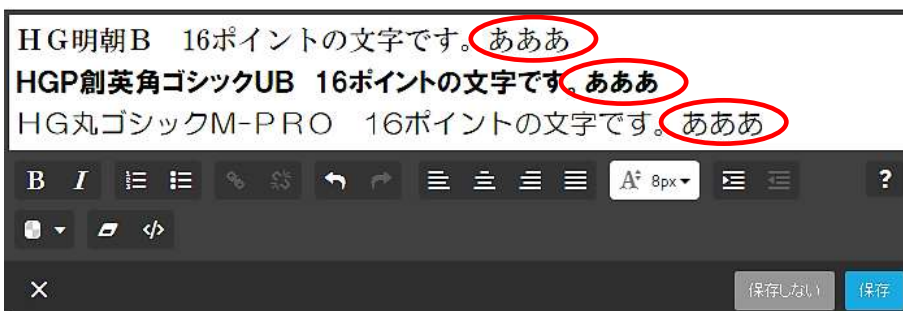 HG明朝B　16ポイントの文字です。あああ
HGP創英角ゴシックUB　16ポイントの文字です。あああ
HG丸ゴシックM-PRO　16ポイントの文字です。あああ
B I A 8px ?
保存しない 保存